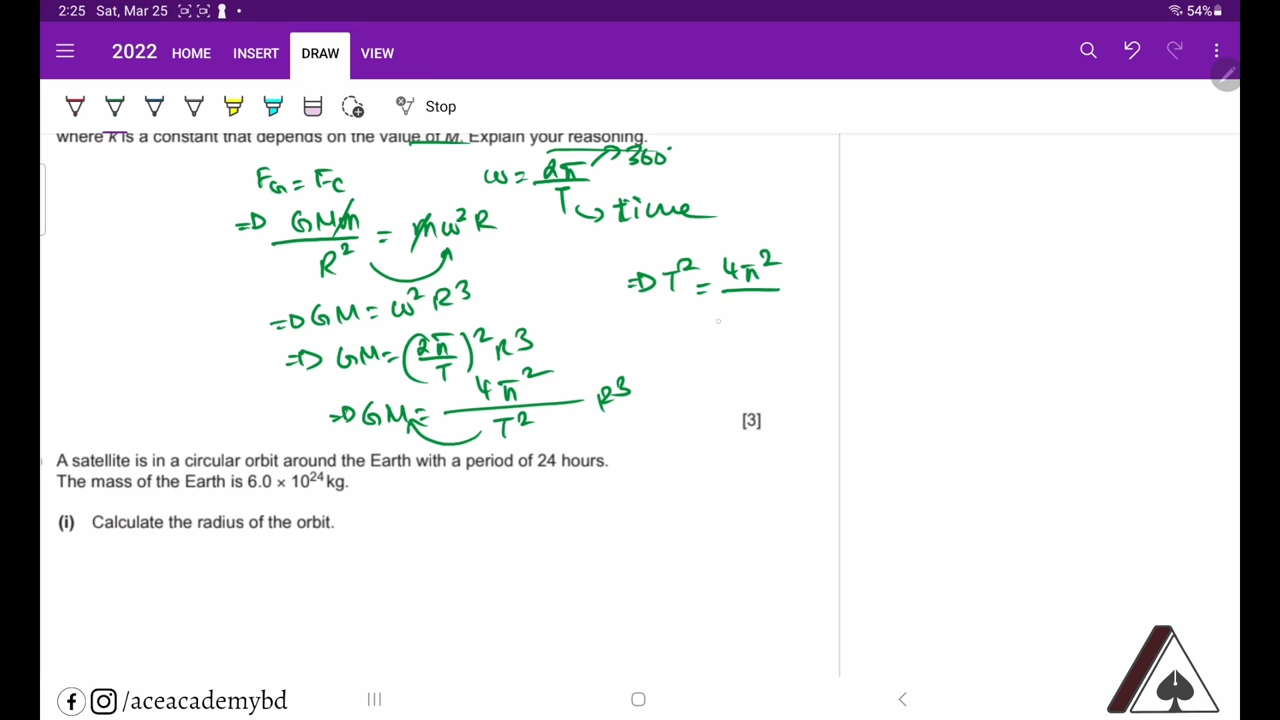 2:25 Sat, Mar 25 54%
2022 HOME INSERT DRAW VIEW
Stop
where k is a constant that depends on the value of M. Explain your reasoning.
F_G = F_C
ω = 2π/T → 360°
↪ time
⇒ GMm/R² = mω²R
⇒ T² = 4π²
⇒ GM = ω²R³
⇒ GM = (2π/T)² R³
⇒ GM = 4π²/T² R³
[3]
A satellite is in a circular orbit around the Earth with a period of 24 hours.
The mass of the Earth is 6.0 × 10²⁴ kg.
(i) Calculate the radius of the orbit.
/aceacademybd